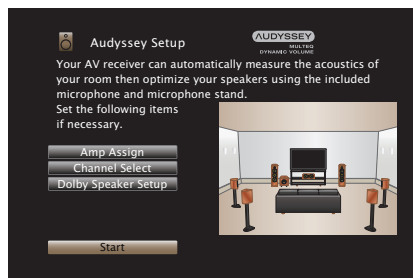 Audyssey Setup
AUDYSSEY
MULTEQ
DYNAMIC VOLUME
Your AV receiver can automatically measure the acoustics of
your room then optimize your speakers using the included
microphone and microphone stand.
Set the following items
if necessary.
Amp Assign
Channel Select
Dolby Speaker Setup
Start